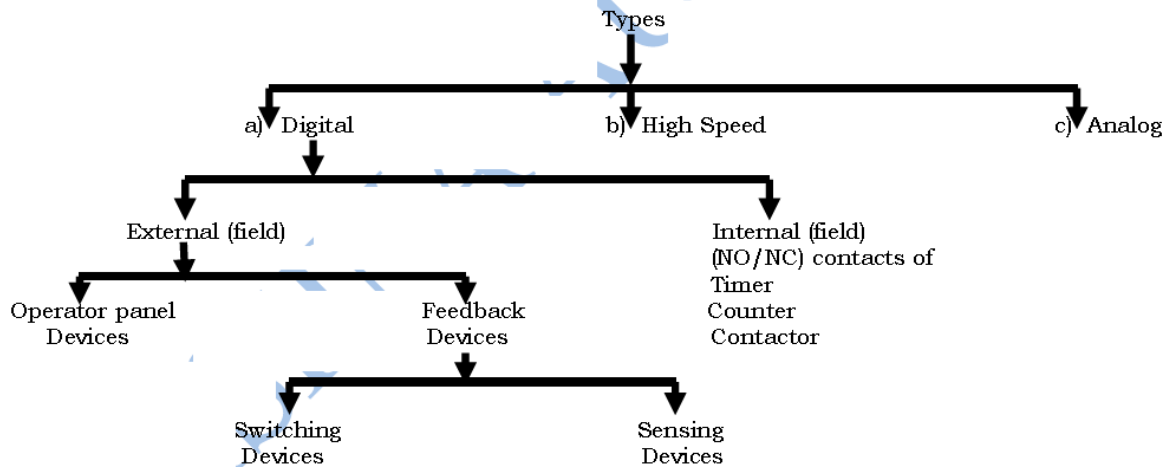 Types
a) Digital
b) High Speed
c) Analog
External (field)
Internal (field)
(NO/NC) contacts of
Timer
Counter
Contactor
Operator panel
Devices
Feedback
Devices
Switching
Devices
Sensing
Devices